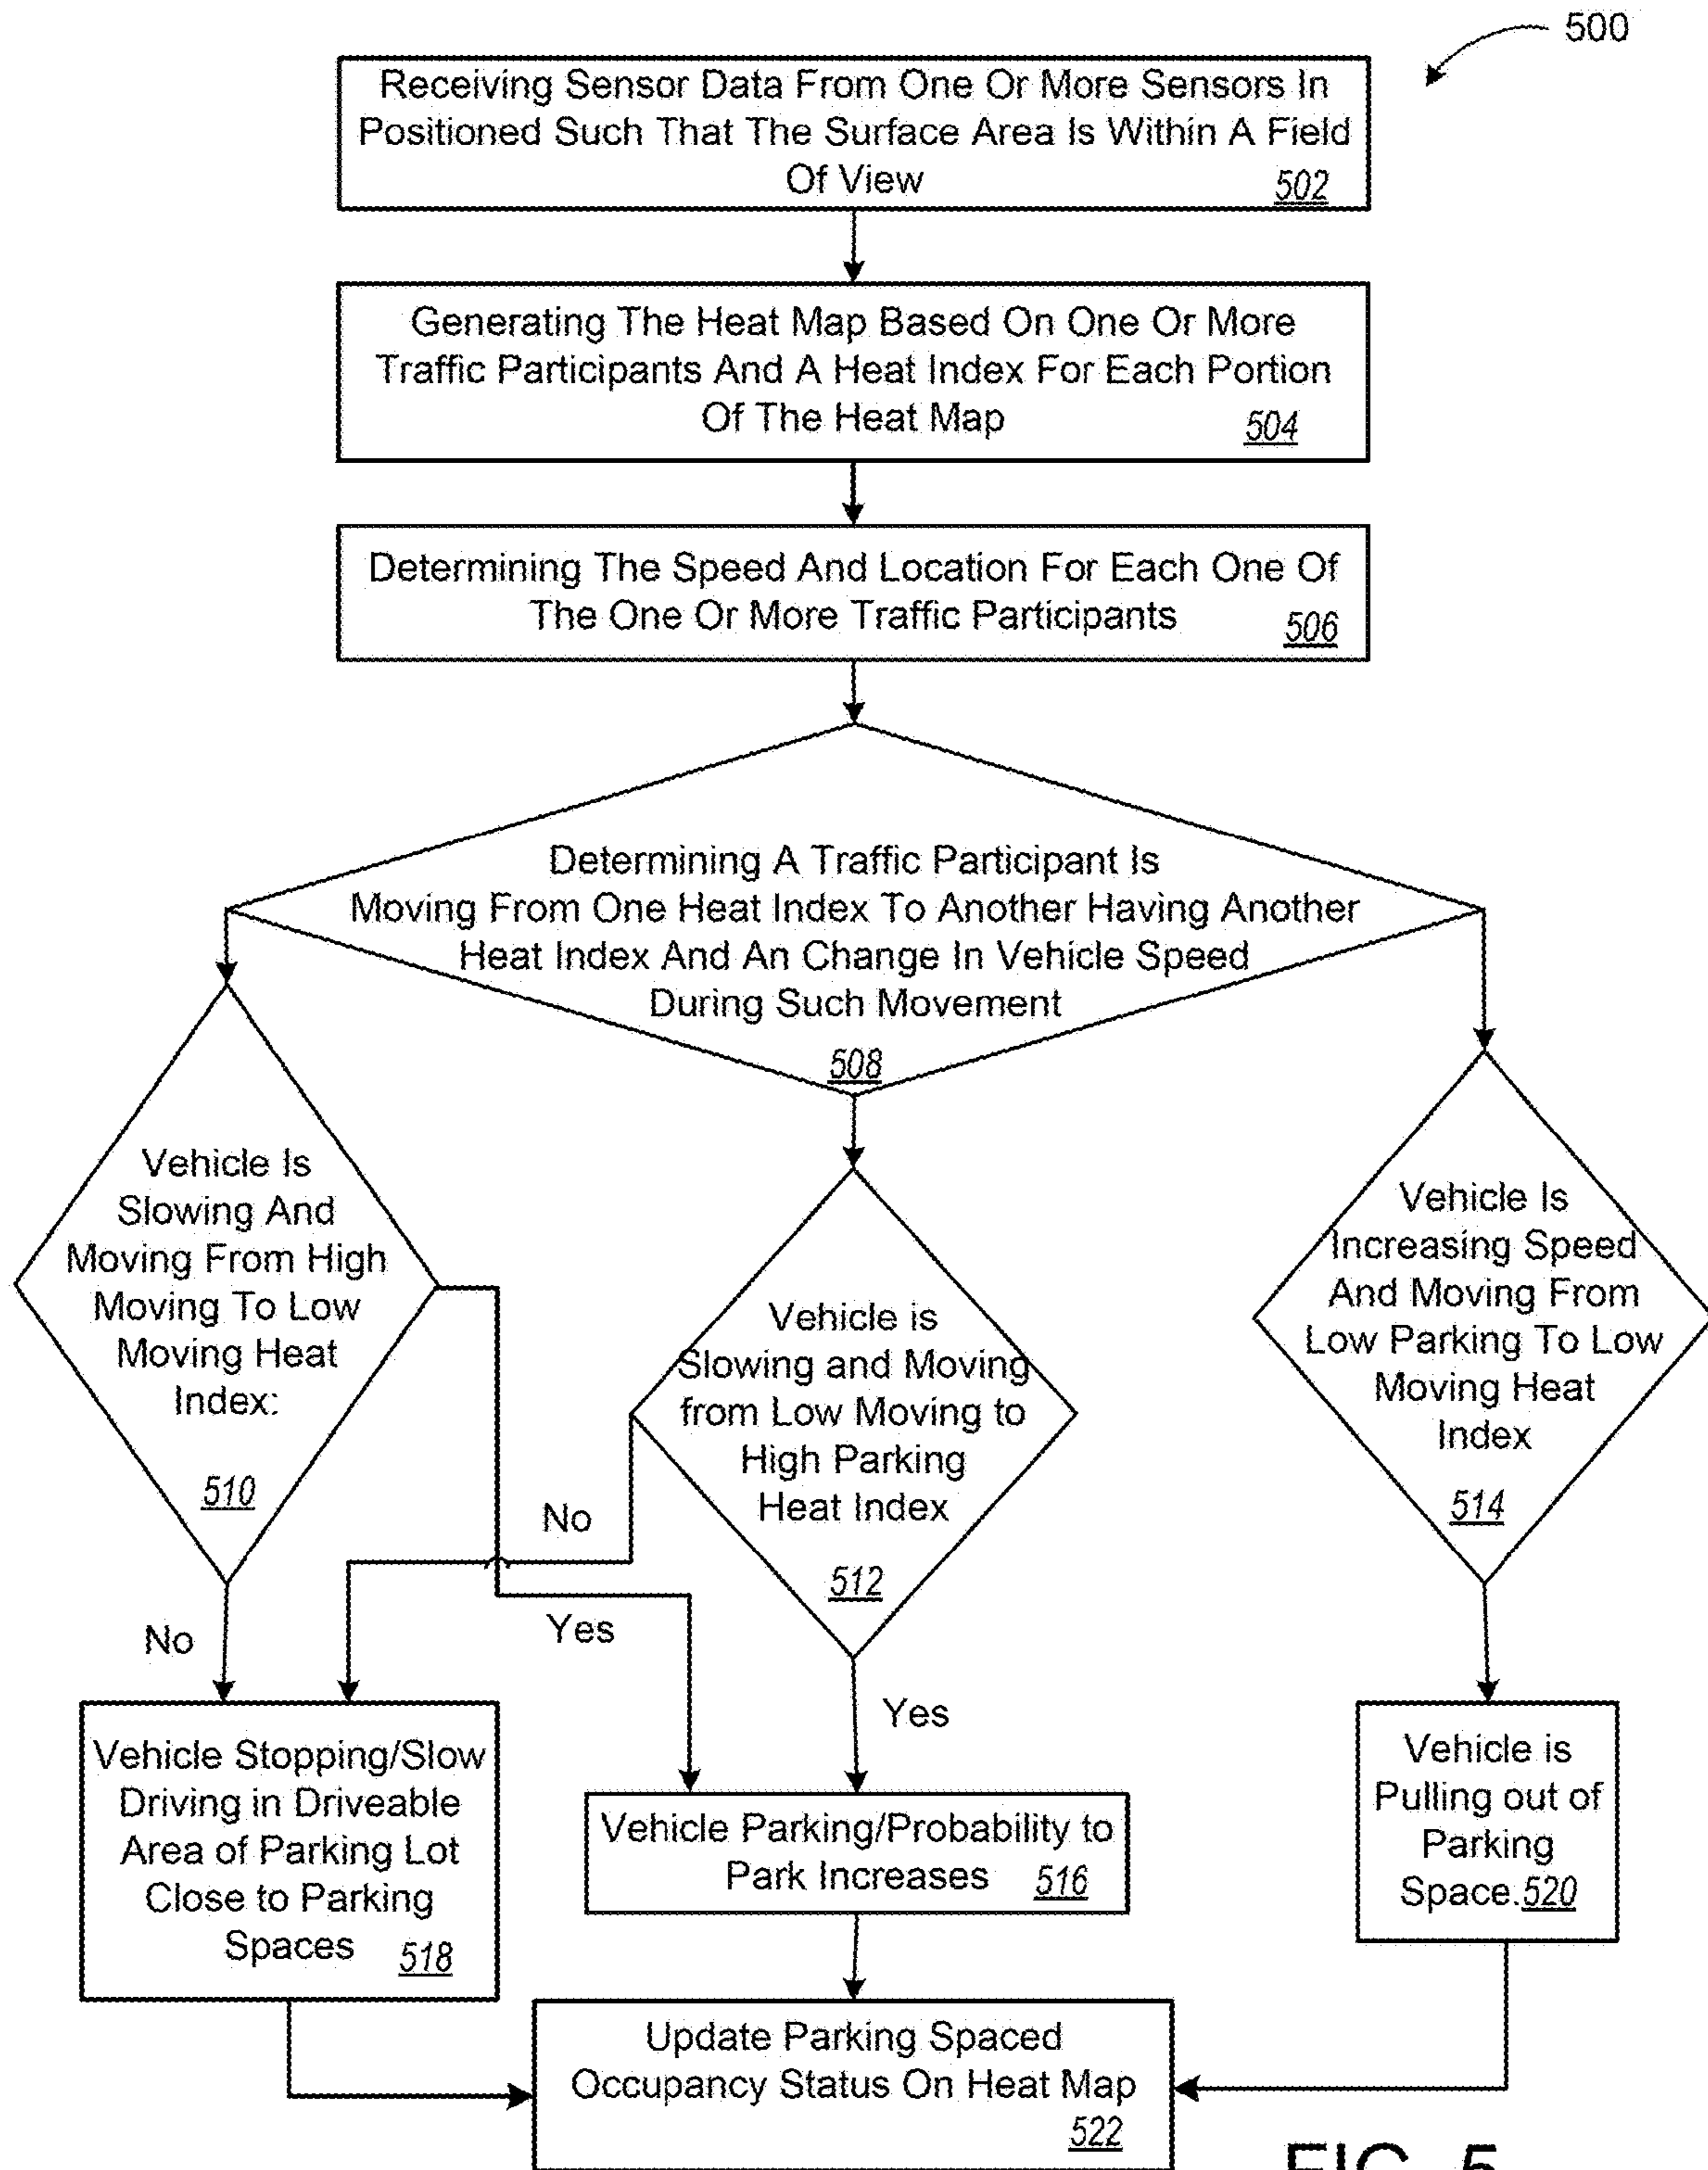 500
Receiving Sensor Data From One Or More Sensors In
Positioned Such That The Surface Area Is Within A Field
Of View
502
Generating The Heat Map Based On One Or More
Traffic Participants And A Heat Index For Each Portion
Of The Heat Map
504
Determining The Speed And Location For Each One Of
The One Or More Traffic Participants
506
Determining A Traffic Participant Is
Moving From One Heat Index To Another Having Another
Heat Index And An Change In Vehicle Speed
During Such Movement
508
Vehicle Is
Slowing And
Moving From High
Moving To Low
Moving Heat
Index:
510
Vehicle is
Slowing and Moving
from Low Moving to
High Parking
Heat Index
512
Vehicle Is
Increasing Speed
And Moving From
Low Parking To Low
Moving Heat
Index
514
No
No
Yes
Yes
Vehicle Stopping/Slow
Driving in Driveable
Area of Parking Lot
Close to Parking
Spaces
518
Vehicle Parking/Probability to
Park Increases
516
Vehicle is
Pulling out of
Parking
Space.520
Update Parking Spaced
Occupancy Status On Heat Map
522
FIG. 5